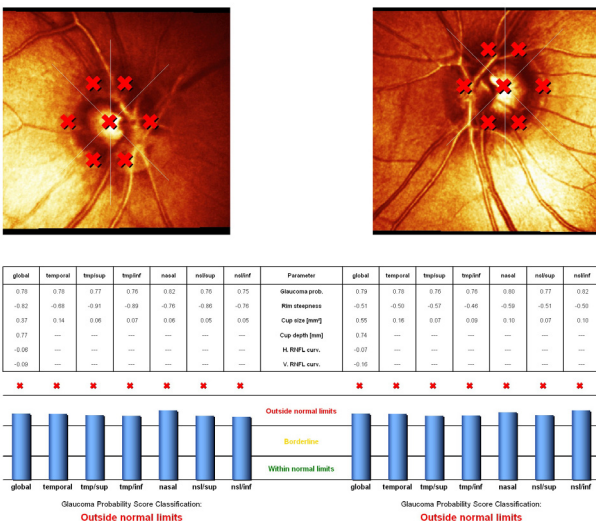 global temporal tmp/sup tmp/inf nasal nsl/sup nsl/inf Parameter global temporal tmp/sup tmp/inf nasal nsl/sup nsl/inf
0.78 0.78 0.77 0.76 0.82 0.76 0.75 Glaucoma prob. 0.79 0.78 0.76 0.76 0.80 0.77 0.82
-0.82 -0.68 -0.91 -0.89 -0.76 -0.86 -0.76 Rim steepness -0.51 -0.50 -0.57 -0.46 -0.59 -0.51 -0.50
0.37 0.14 0.06 0.07 0.06 0.05 0.05 Cup size [mm²] 0.55 0.16 0.07 0.09 0.10 0.07 0.10
0.77 --- --- --- --- --- --- Cup depth [mm] 0.74 --- --- --- --- --- ---
-0.06 --- --- --- --- --- --- H. RNFL curv. -0.07 --- --- --- --- --- ---
-0.09 --- --- --- --- --- --- V. RNFL curv. -0.16 --- --- --- --- --- ---
Outside normal limits
Borderline
Within normal limits
global temporal tmp/sup tmp/inf nasal nsl/sup nsl/inf global temporal tmp/sup tmp/inf nasal nsl/sup nsl/inf
Glaucoma Probability Score Classification: Glaucoma Probability Score Classification:
Outside normal limits Outside normal limits